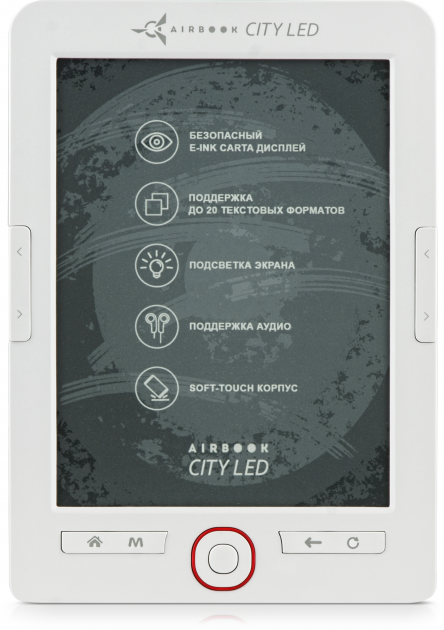 AIRBOOK CITY LED
БЕЗОПАСНЫЙ
E-INK CARTA ДИСПЛЕЙ
ПОДДЕРЖКА
ДО 20 ТЕКСТОВЫХ ФОРМАТОВ
ПОДСВЕТКА ЭКРАНА
ПОДДЕРЖКА АУДИО
SOFT-TOUCH КОРПУС
AIRBOOK
CITY LED
M